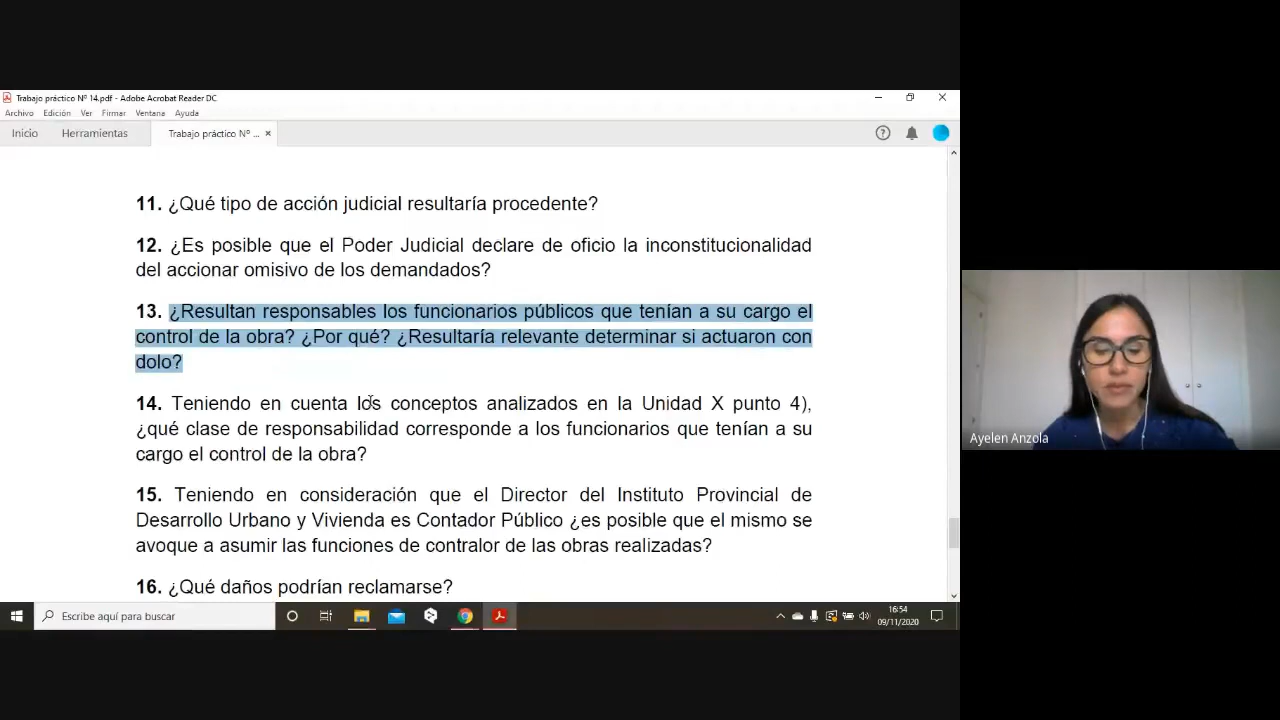 Trabajo práctico Nº 14.pdf - Adobe Acrobat Reader DC
Archivo Edición Ver Firmar Ventana Ayuda
Inicio Herramientas Trabajo práctico Nº ... ×
11. ¿Qué tipo de acción judicial resultaría procedente?
12. ¿Es posible que el Poder Judicial declare de oficio la inconstitucionalidad
del accionar omisivo de los demandados?
13. ¿Resultan responsables los funcionarios públicos que tenían a su cargo el
control de la obra? ¿Por qué? ¿Resultaría relevante determinar si actuaron con
dolo?
14. Teniendo en cuenta los conceptos analizados en la Unidad X punto 4),
¿qué clase de responsabilidad corresponde a los funcionarios que tenían a su
cargo el control de la obra?
15. Teniendo en consideración que el Director del Instituto Provincial de
Desarrollo Urbano y Vivienda es Contador Público ¿es posible que el mismo se
avoque a asumir las funciones de contralor de las obras realizadas?
16. ¿Qué daños podrían reclamarse?
Ayelen Anzola
Escribe aquí para buscar
16:54
09/11/2020